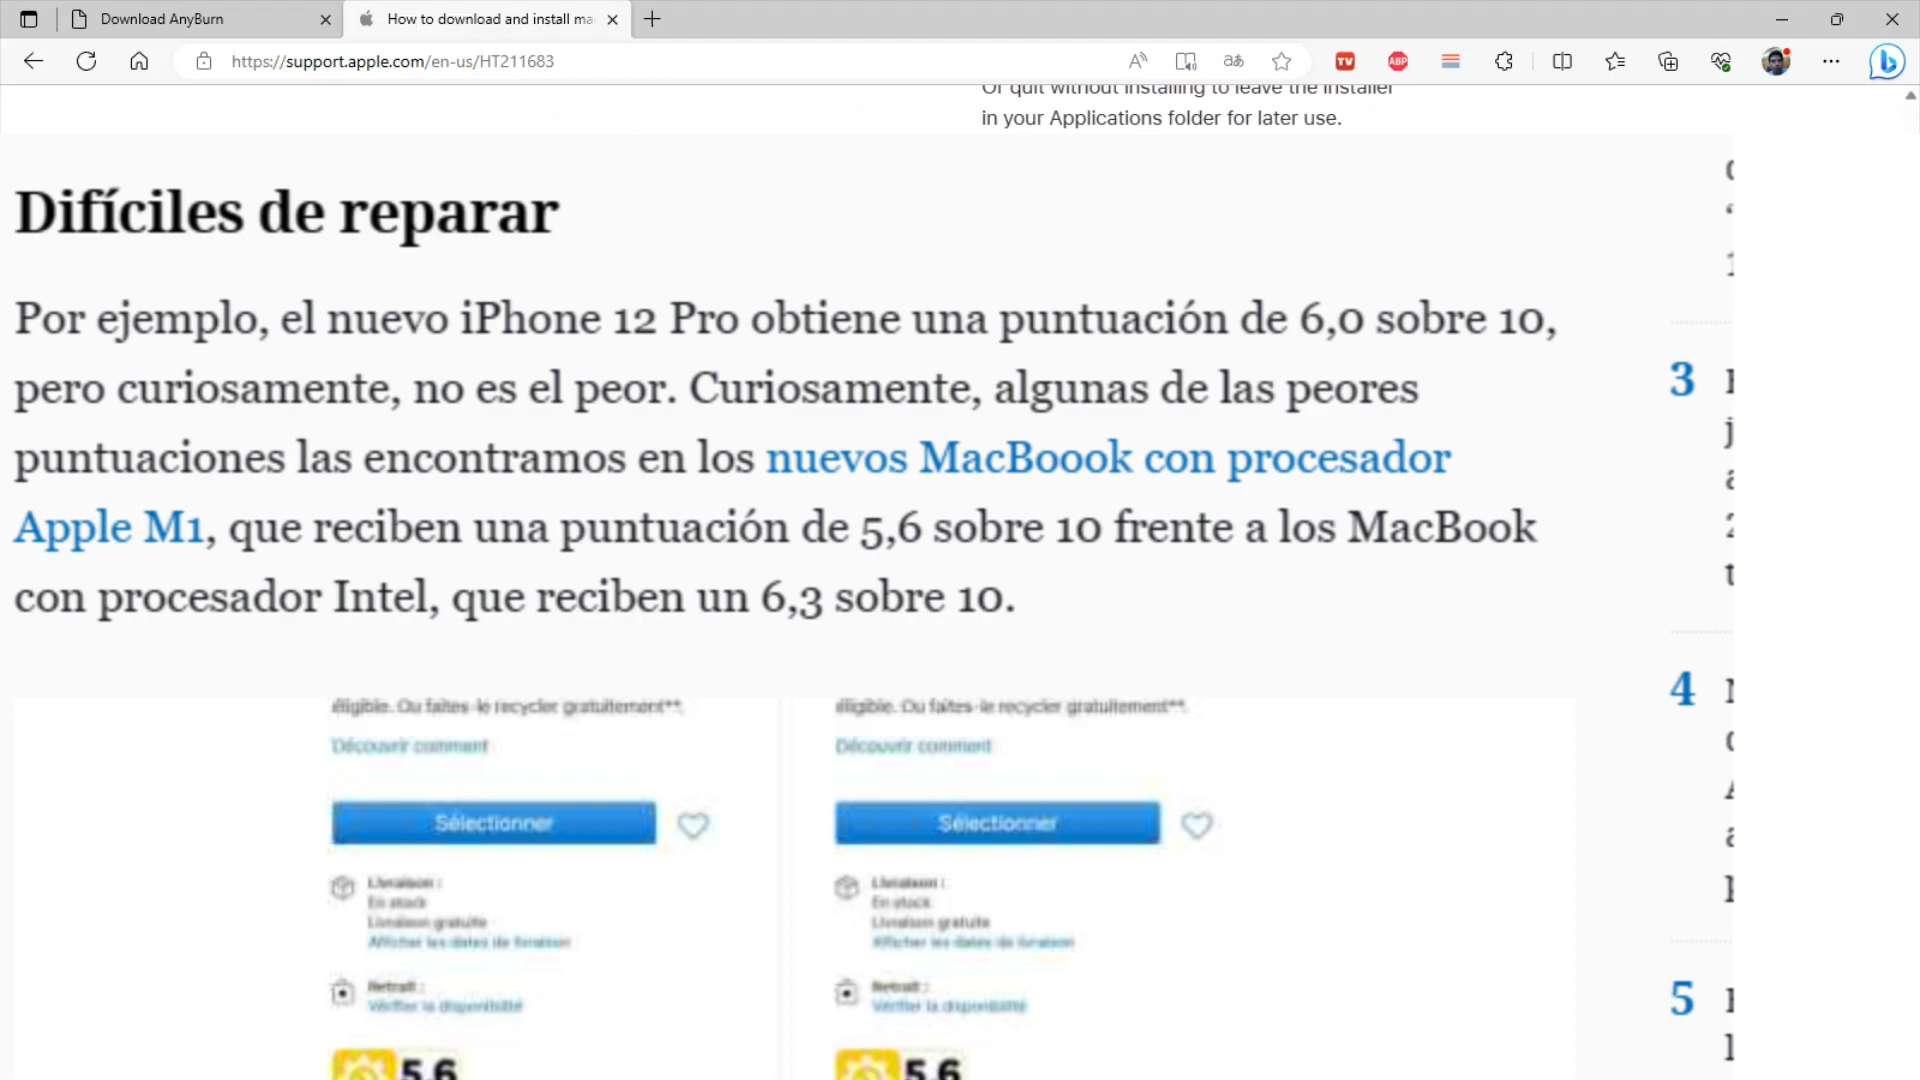 Download AnyBurn
How to download and install ma
https://support.apple.com/en-us/HT211683
Or quit without installing to leave the installer
in your Applications folder for later use.
Difíciles de reparar
Por ejemplo, el nuevo iPhone 12 Pro obtiene una puntuación de 6,0 sobre 10,
pero curiosamente, no es el peor. Curiosamente, algunas de las peores
puntuaciones las encontramos en los nuevos MacBoook con procesador
Apple M1, que reciben una puntuación de 5,6 sobre 10 frente a los MacBook
con procesador Intel, que reciben un 6,3 sobre 10.
3
4
5
éligible. Ou faites-le recycler gratuitement**.
Découvrir comment
Sélectionner
Livraison :
En stock
Livraison gratuite
Afficher les dates de livraison
Retrait :
Vérifier la disponibilité
5,6
éligible. Ou faites-le recycler gratuitement**.
Découvrir comment
Sélectionner
Livraison :
En stock
Livraison gratuite
Afficher les dates de livraison
Retrait :
Vérifier la disponibilité
5,6